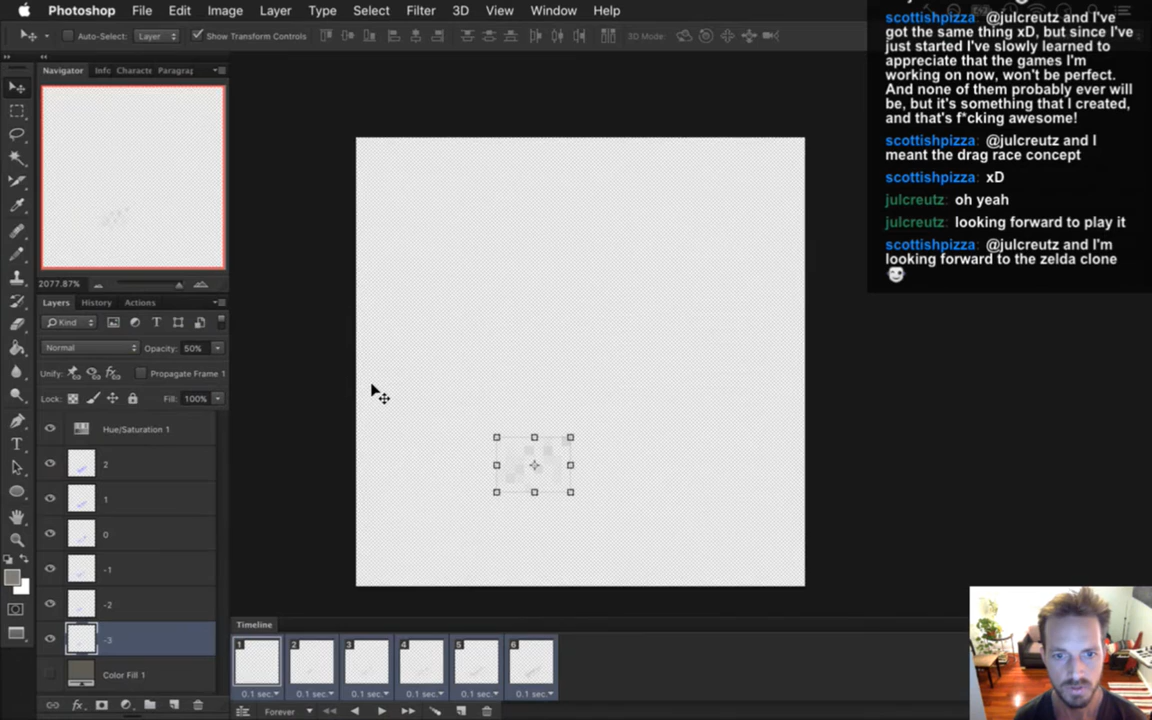 Photoshop File Edit Image Layer Type Select Filter 3D View Window Help
Auto-Select: Layer Show Transform Controls 3D Mode:
Navigator Info Characte Paragrap
2077.87%
Layers History Actions
Kind
Normal Opacity: 50%
Unify: Propagate Frame 1
Lock: Fill: 100%
Hue/Saturation 1
2
1
0
-1
-2
-3
Color Fill 1
Timeline
1 2 3 4 5 6
0.1 sec. 0.1 sec. 0.1 sec. 0.1 sec. 0.1 sec. 0.1 sec.
Forever
scottishpizza: @julcreutz and I've
got the same thing xD, but since I've
just started I've slowly learned to
appreciate that the games I'm
working on now, won't be perfect.
And none of them probably ever will
be, but it's something that I created,
and that's f*cking awesome!
scottishpizza: @julcreutz and I
meant the drag race concept
scottishpizza: xD
julcreutz: oh yeah
julcreutz: looking forward to play it
scottishpizza: @julcreutz and I'm
looking forward to the zelda clone